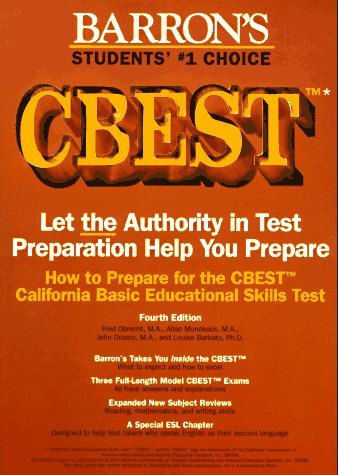 BARRON'S
STUDENTS' #1 CHOICE
CBEST™*
Let the Authority in Test
Preparation Help You Prepare
How to Prepare for the CBEST™
California Basic Educational Skills Test
Fourth Edition
Fred Obrecht, M.A., Allan Mundsack, M.A.,
John Orozco, M.A., and Louise Barbato, Ph.D.
Barron's Takes You Inside the CBEST™
What to expect and how to excel
Three Full-Length Model CBEST™ Exams
All have answers and explanations
Expanded New Subject Reviews
Reading, mathematics, and writing skills
A Special ESL Chapter
Designed to help test takers who speak English as their second language